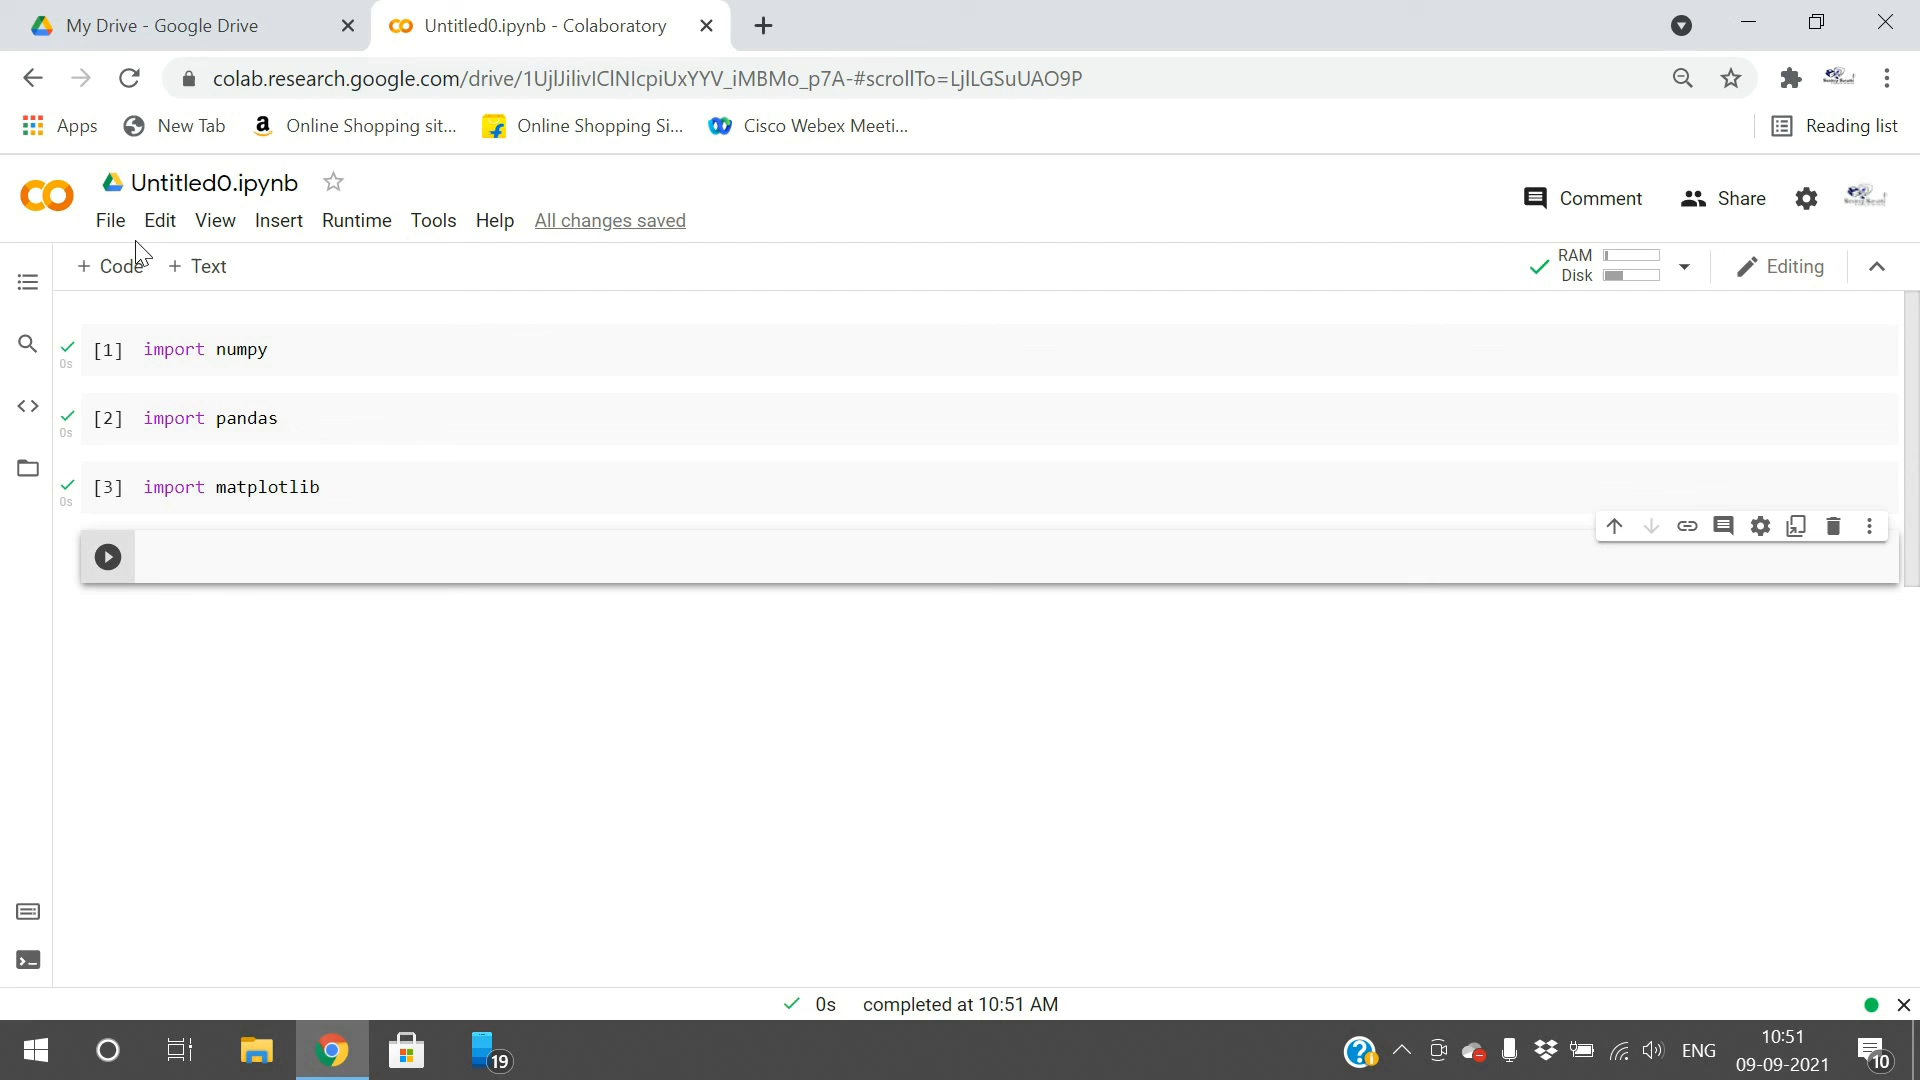 My Drive - Google Drive
Untitled0.ipynb - Colaboratory
colab.research.google.com/drive/1UjlJilivIClNIcpiUxYYV_iMBMo_p7A-#scrollTo=LjlLGSuUAO9P
Apps
New Tab
Online Shopping sit...
Online Shopping Si...
Cisco Webex Meeti...
Reading list
Untitled0.ipynb
Comment
Share
File Edit View Insert Runtime Tools Help All changes saved
+ Code + Text
RAM
Disk
Editing
[1] import numpy
0s
[2] import pandas
0s
[3] import matplotlib
0s
0s completed at 10:51 AM
19
ENG
10:51
09-09-2021
10